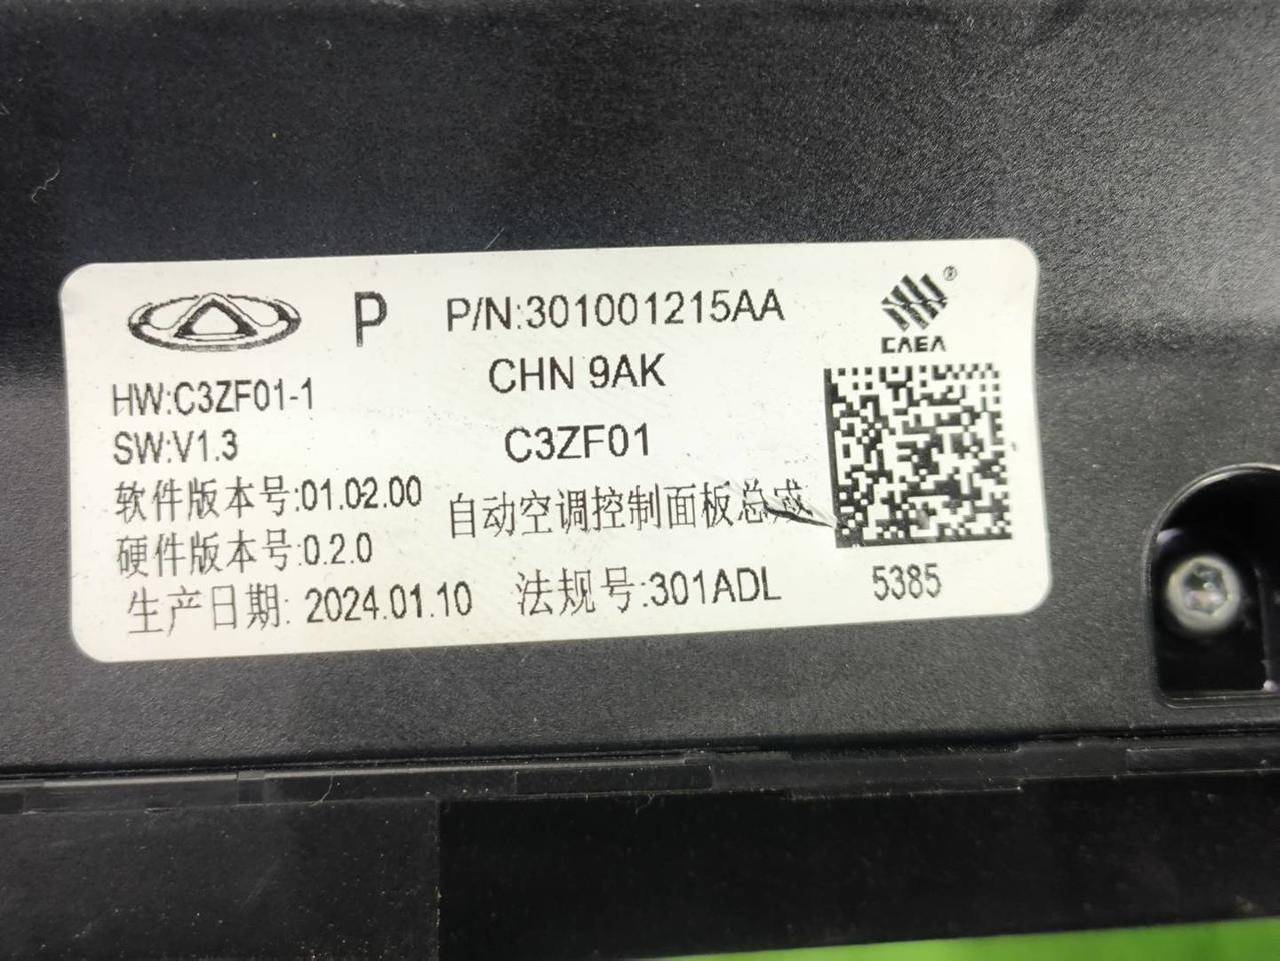 P
P/N:301001215AA
CAEA
CHN 9AK
HW:C3ZF01-1
SW:V1.3
C3ZF01
软件版本号:01.02.00
自动空调控制面板总成
硬件版本号:0.2.0
生产日期: 2024.01.10
法规号:301ADL
5385